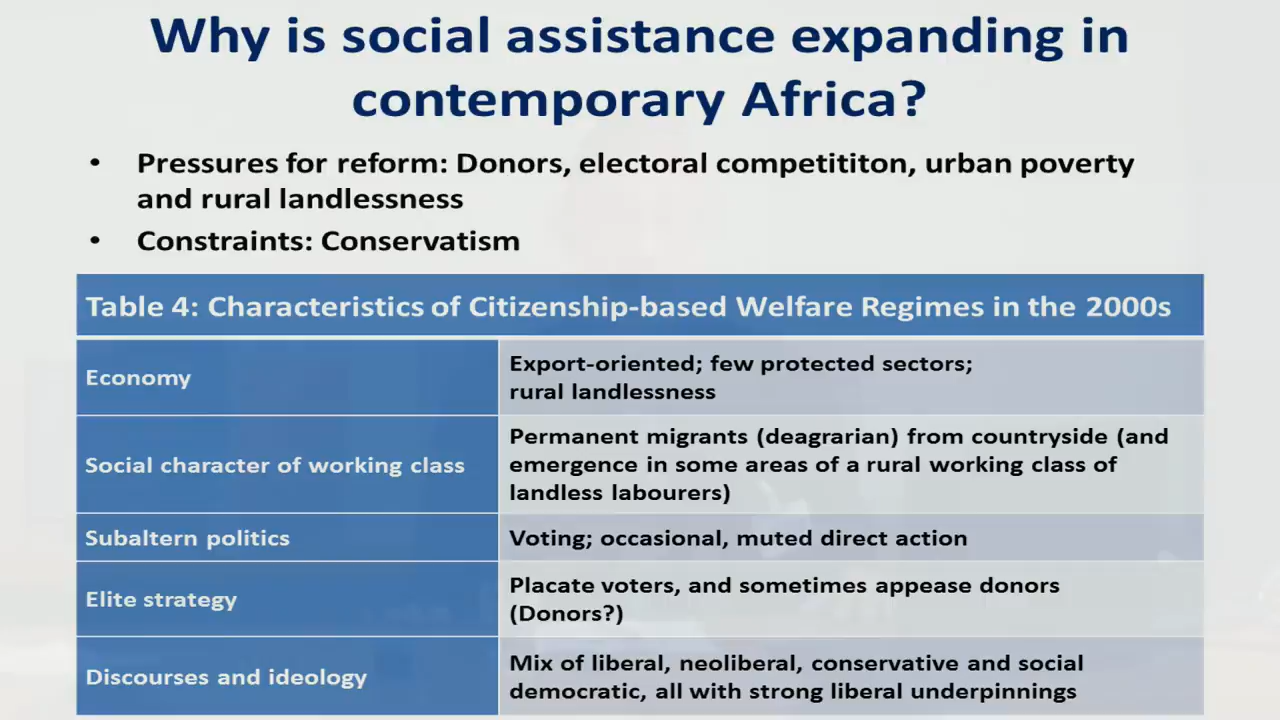 Why is social assistance expanding in
contemporary Africa?
• Pressures for reform: Donors, electoral competititon, urban poverty
and rural landlessness
• Constraints: Conservatism
Table 4: Characteristics of Citizenship-based Welfare Regimes in the 2000s
Economy
Export-oriented; few protected sectors;
rural landlessness
Social character of working class
Permanent migrants (deagrarian) from countryside (and
emergence in some areas of a rural working class of
landless labourers)
Subaltern politics
Voting; occasional, muted direct action
Elite strategy
Placate voters, and sometimes appease donors
(Donors?)
Discourses and ideology
Mix of liberal, neoliberal, conservative and social
democratic, all with strong liberal underpinnings